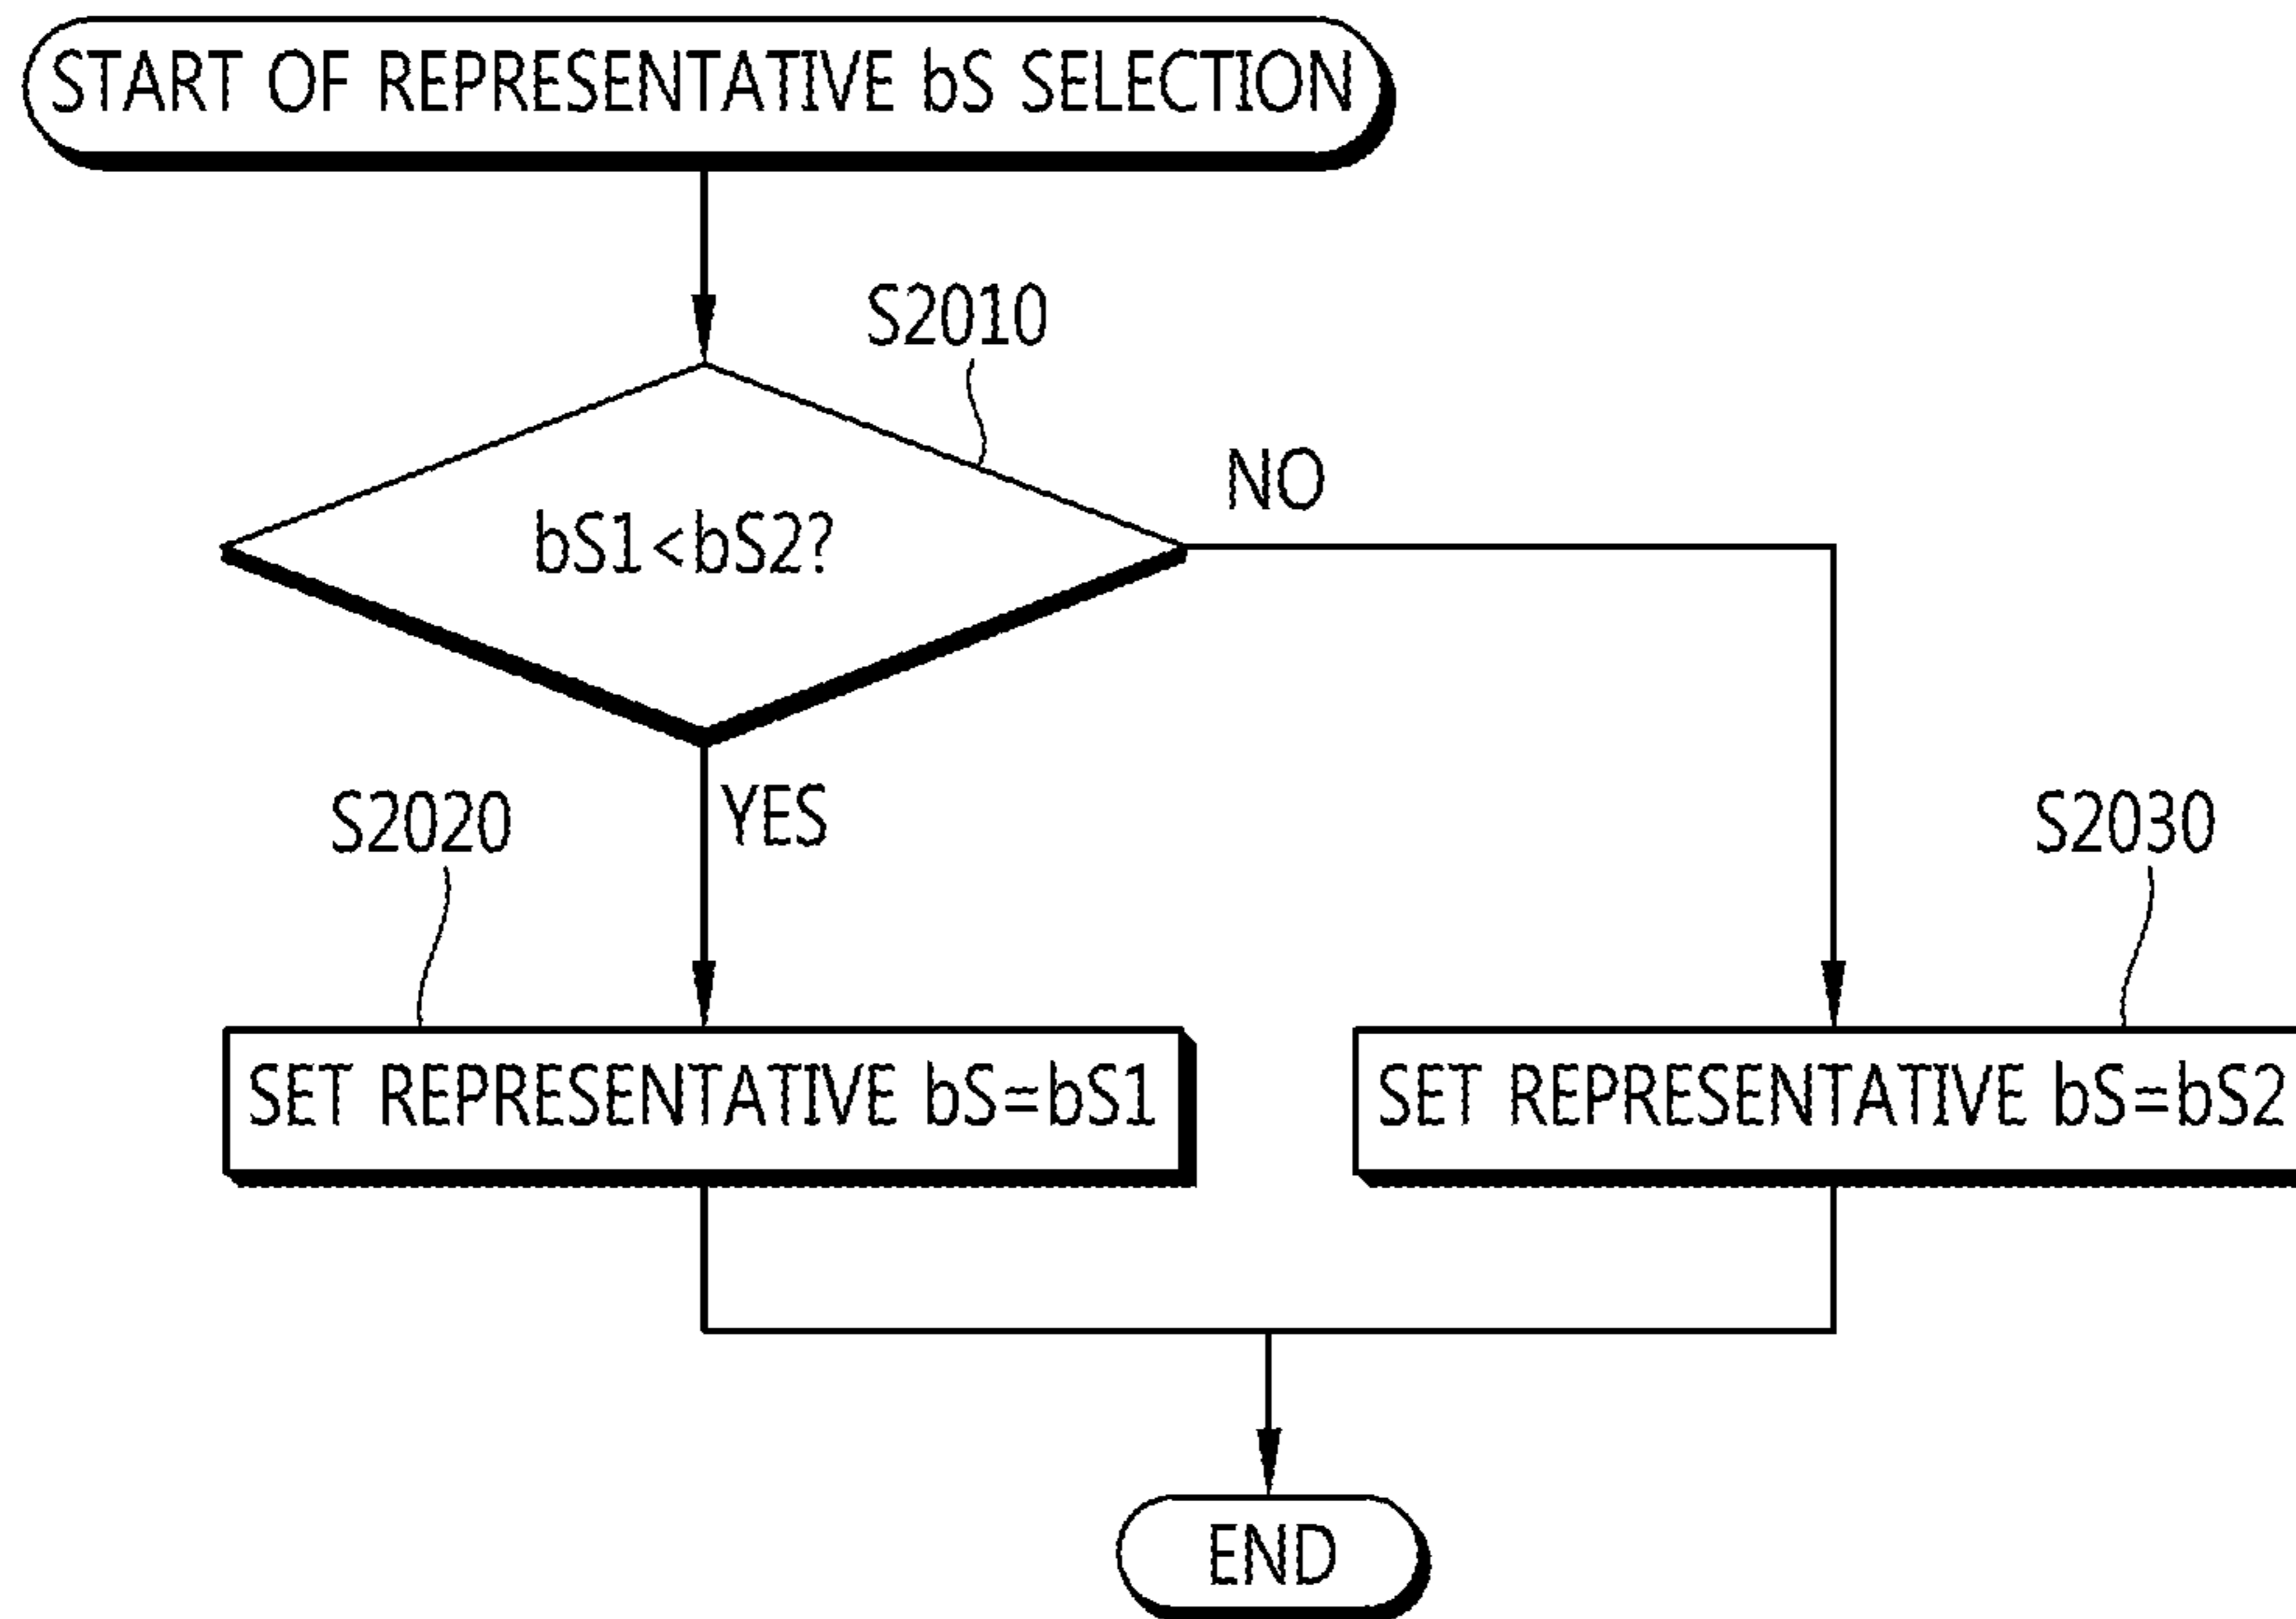 START OF REPRESENTATIVE bS SELECTION
S2010
NO
bS1<bS2?
YES
S2020
S2030
SET REPRESENTATIVE bS=bS1
SET REPRESENTATIVE bS=bS2
END